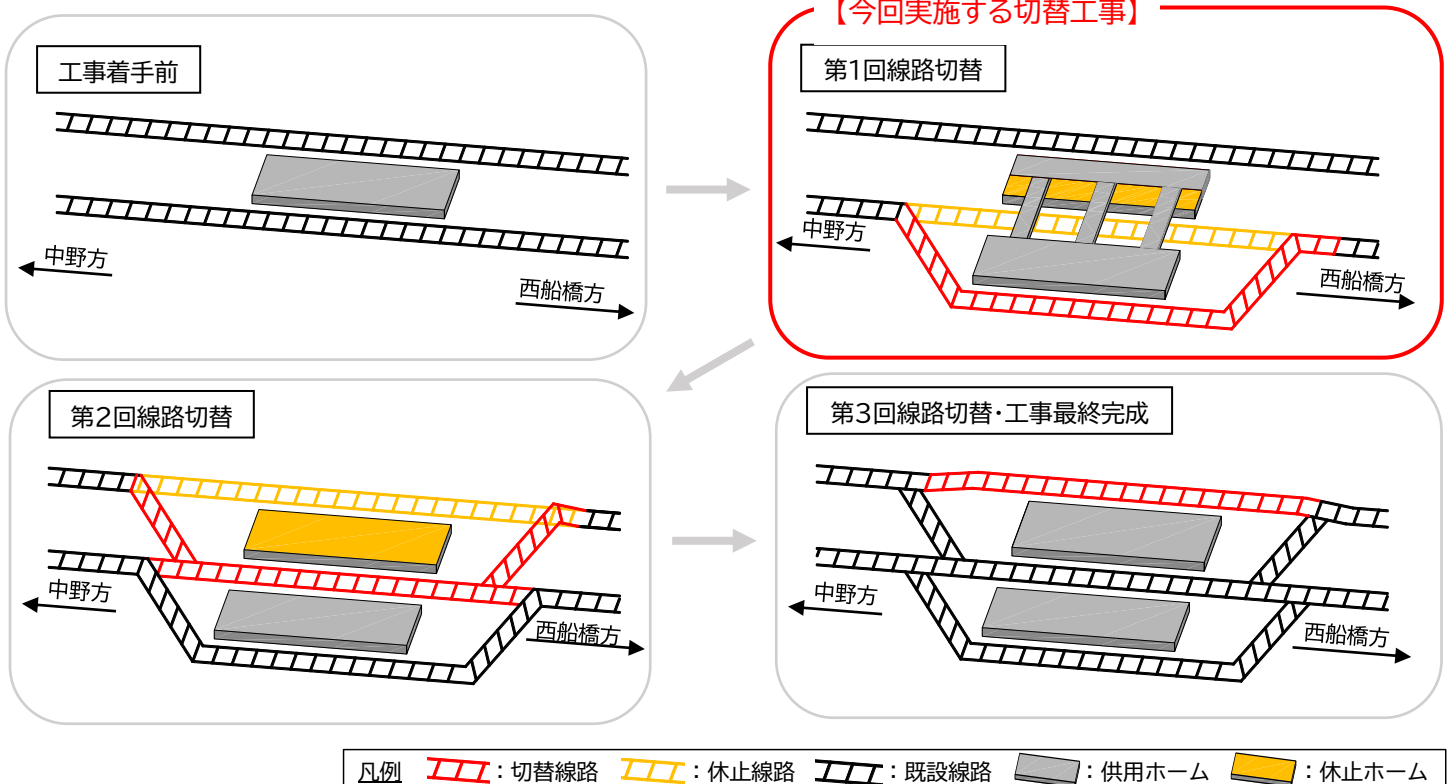 【今回実施する切替工事】
工事着手前
中野方
西船橋方
第1回線路切替
中野方
西船橋方
第2回線路切替
中野方
西船橋方
第3回線路切替・工事最終完成
中野方
西船橋方
凡例 ：切替線路 ：休止線路 ：既設線路 ：供用ホーム ：休止ホーム